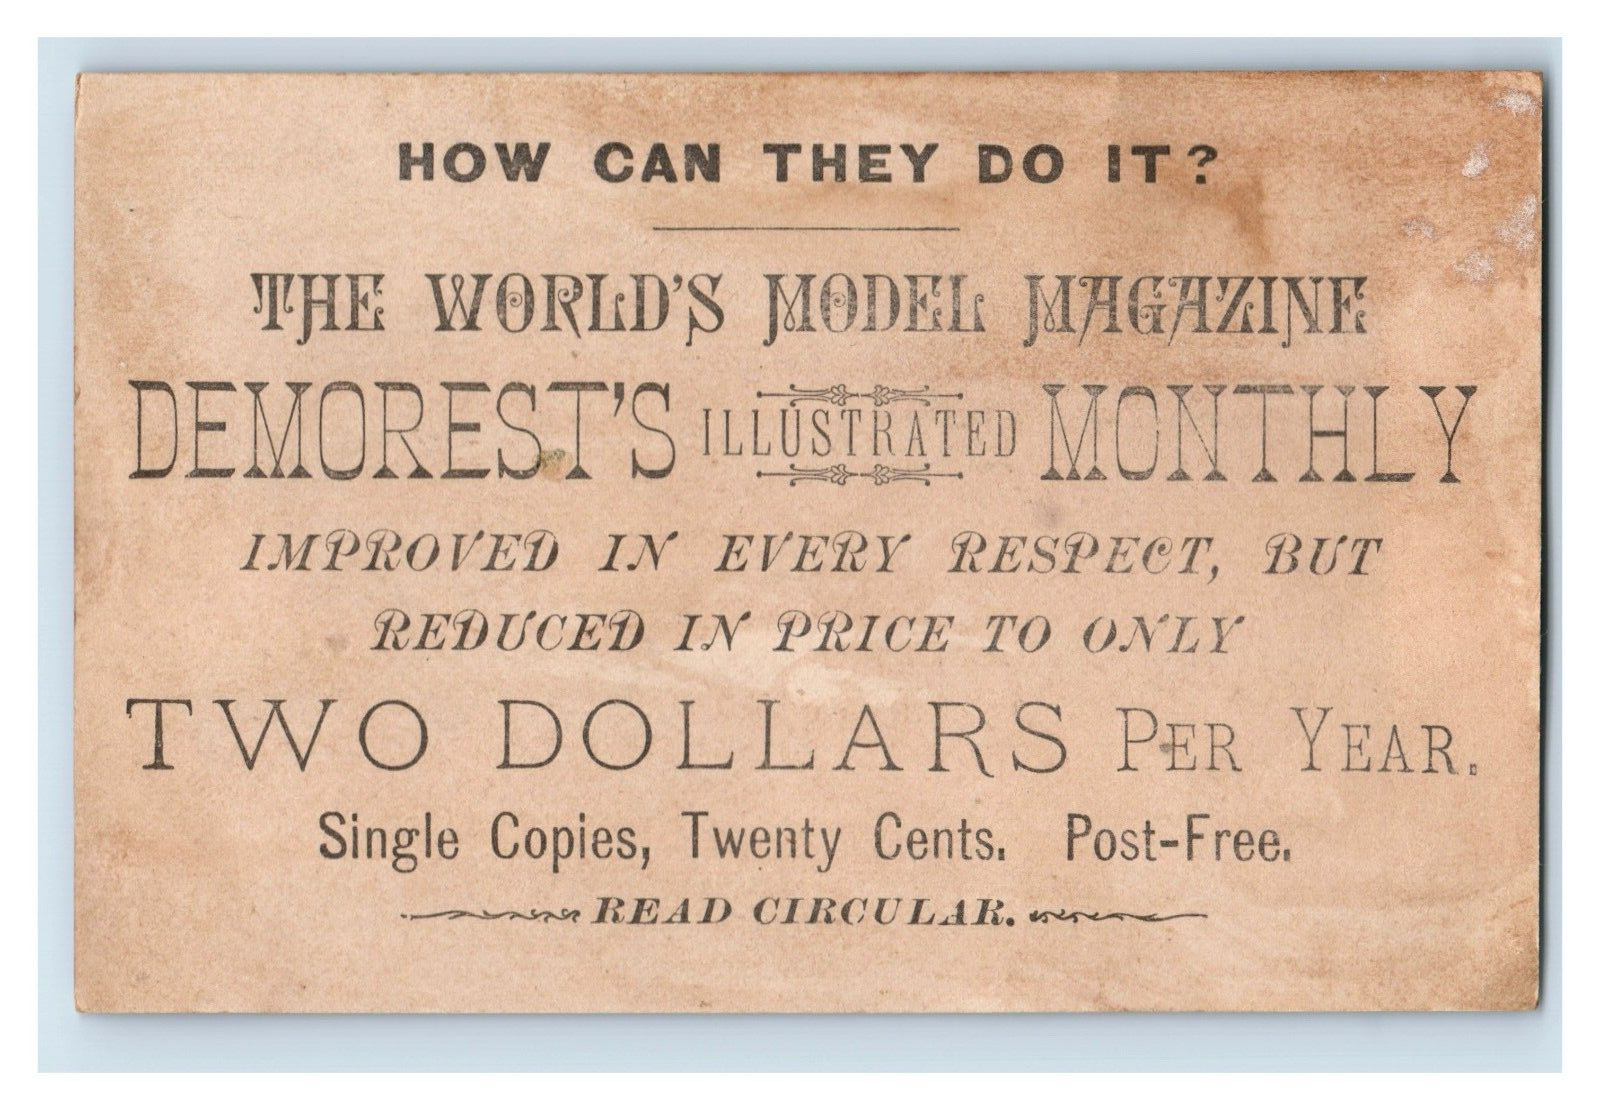 HOW CAN THEY DO IT?
THE WORLD'S MODEL MAGAZINE
DEMOREST'S ILLUSTRATED MONTHLY
IMPROVED IN EVERY RESPECT, BUT
REDUCED IN PRICE TO ONLY
TWO DOLLARS PER YEAR.
Single Copies, Twenty Cents. Post-Free.
READ CIRCULAR.